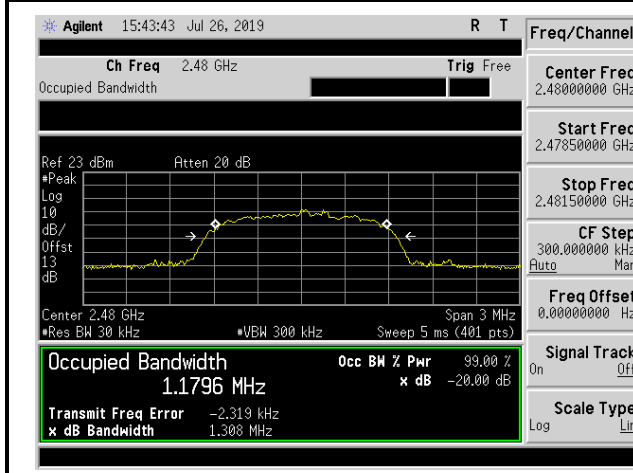 Agilent 15:43:43 Jul 26, 2019 R T
Freq/Channel
Ch Freq 2.48 GHz Trig Free
Occupied Bandwidth
Center Freq
2.48000000 GHz
Start Freq
2.47850000 GHz
Stop Freq
2.48150000 GHz
CF Step
300.000000 kHz
Auto Man
Freq Offset
0.00000000 Hz
Signal Track
On Off
Scale Type
Log Lin
Ref 23 dBm Atten 20 dB
#Peak
Log
10
dB/
Offst
13
dB
Center 2.48 GHz Span 3 MHz
#Res BW 30 kHz #VBW 300 kHz Sweep 5 ms (401 pts)
Occupied Bandwidth Occ BW % Pwr 99.00 %
1.1796 MHz x dB -20.00 dB
Transmit Freq Error -2.319 kHz
x dB Bandwidth 1.308 MHz